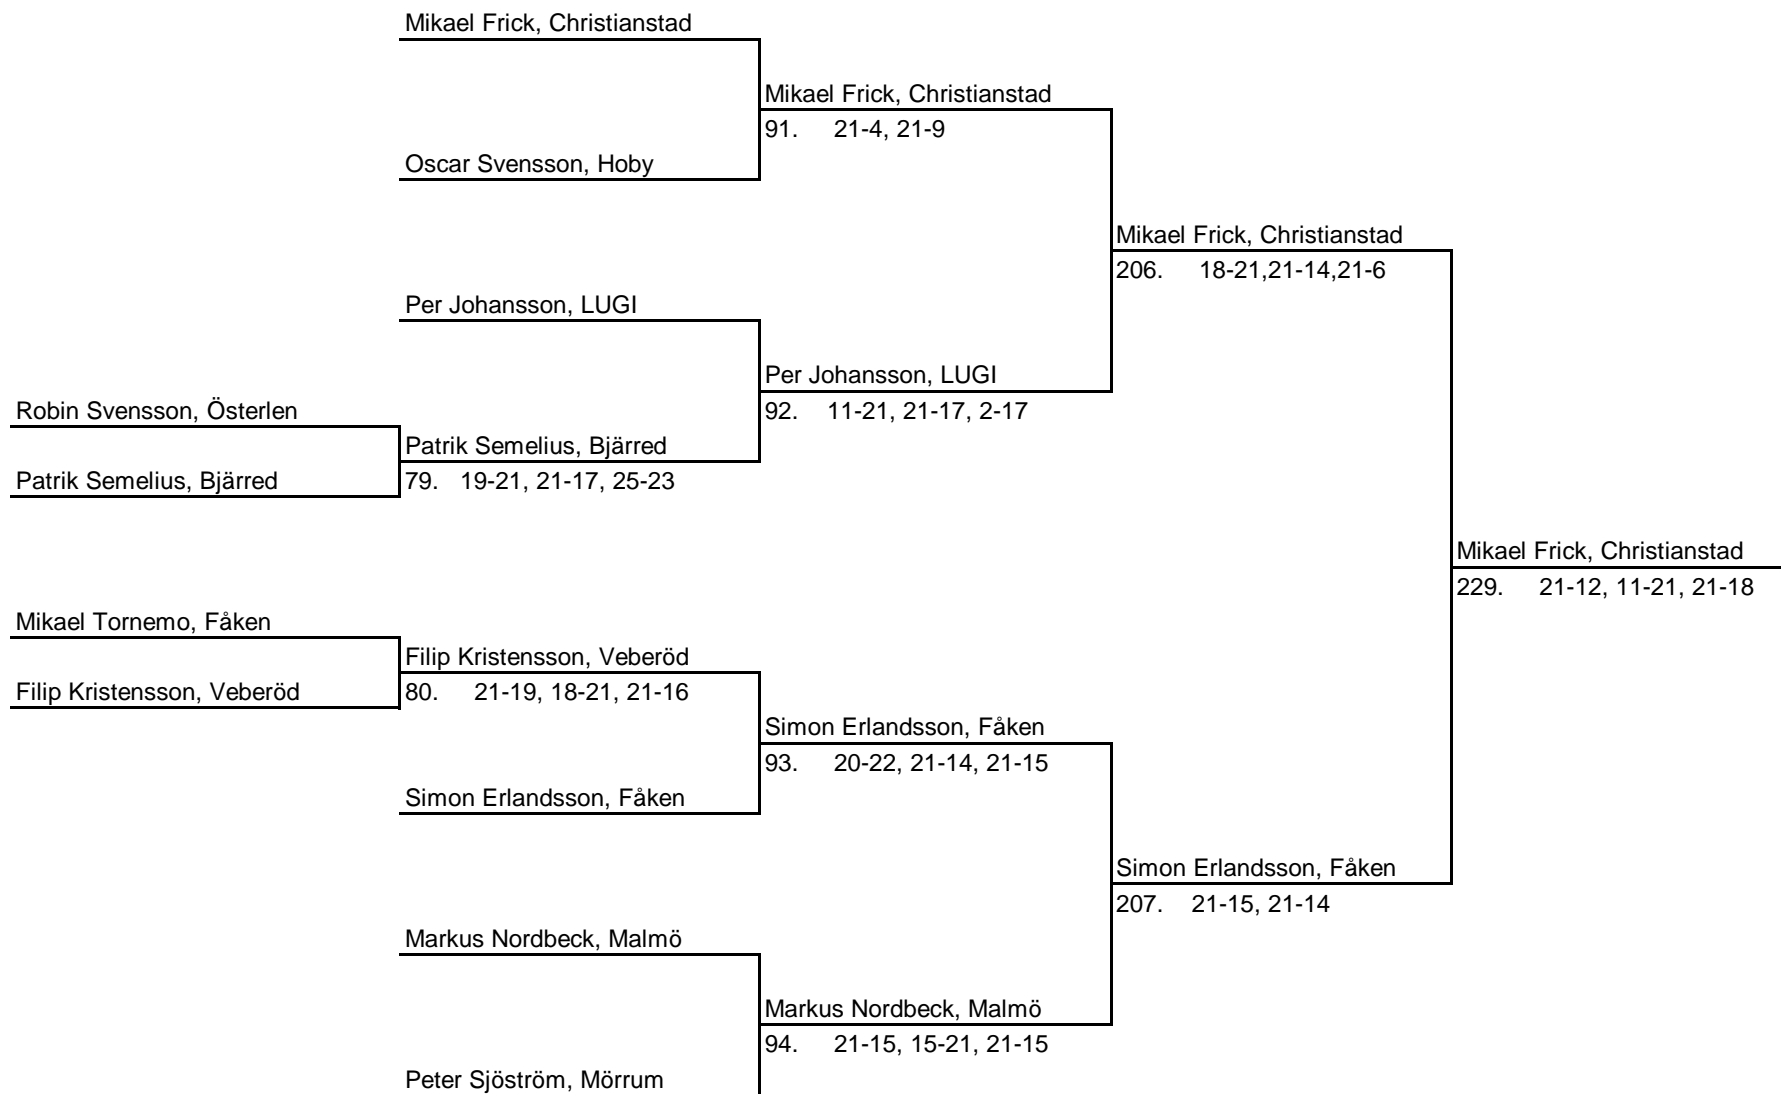 Mikael Frick, Christianstad
Mikael Frick, Christianstad
91. 21-4, 21-9
Oscar Svensson, Hoby
Mikael Frick, Christianstad
206. 18-21,21-14,21-6
Per Johansson, LUGI
Per Johansson, LUGI
Robin Svensson, Österlen
92. 11-21, 21-17, 2-17
Patrik Semelius, Bjärred
Patrik Semelius, Bjärred
79. 19-21, 21-17, 25-23
Mikael Frick, Christianstad
229. 21-12, 11-21, 21-18
Mikael Tornemo, Fåken
Filip Kristensson, Veberöd
Filip Kristensson, Veberöd
80. 21-19, 18-21, 21-16
Simon Erlandsson, Fåken
93. 20-22, 21-14, 21-15
Simon Erlandsson, Fåken
Simon Erlandsson, Fåken
207. 21-15, 21-14
Markus Nordbeck, Malmö
Markus Nordbeck, Malmö
94. 21-15, 15-21, 21-15
Peter Sjöström, Mörrum